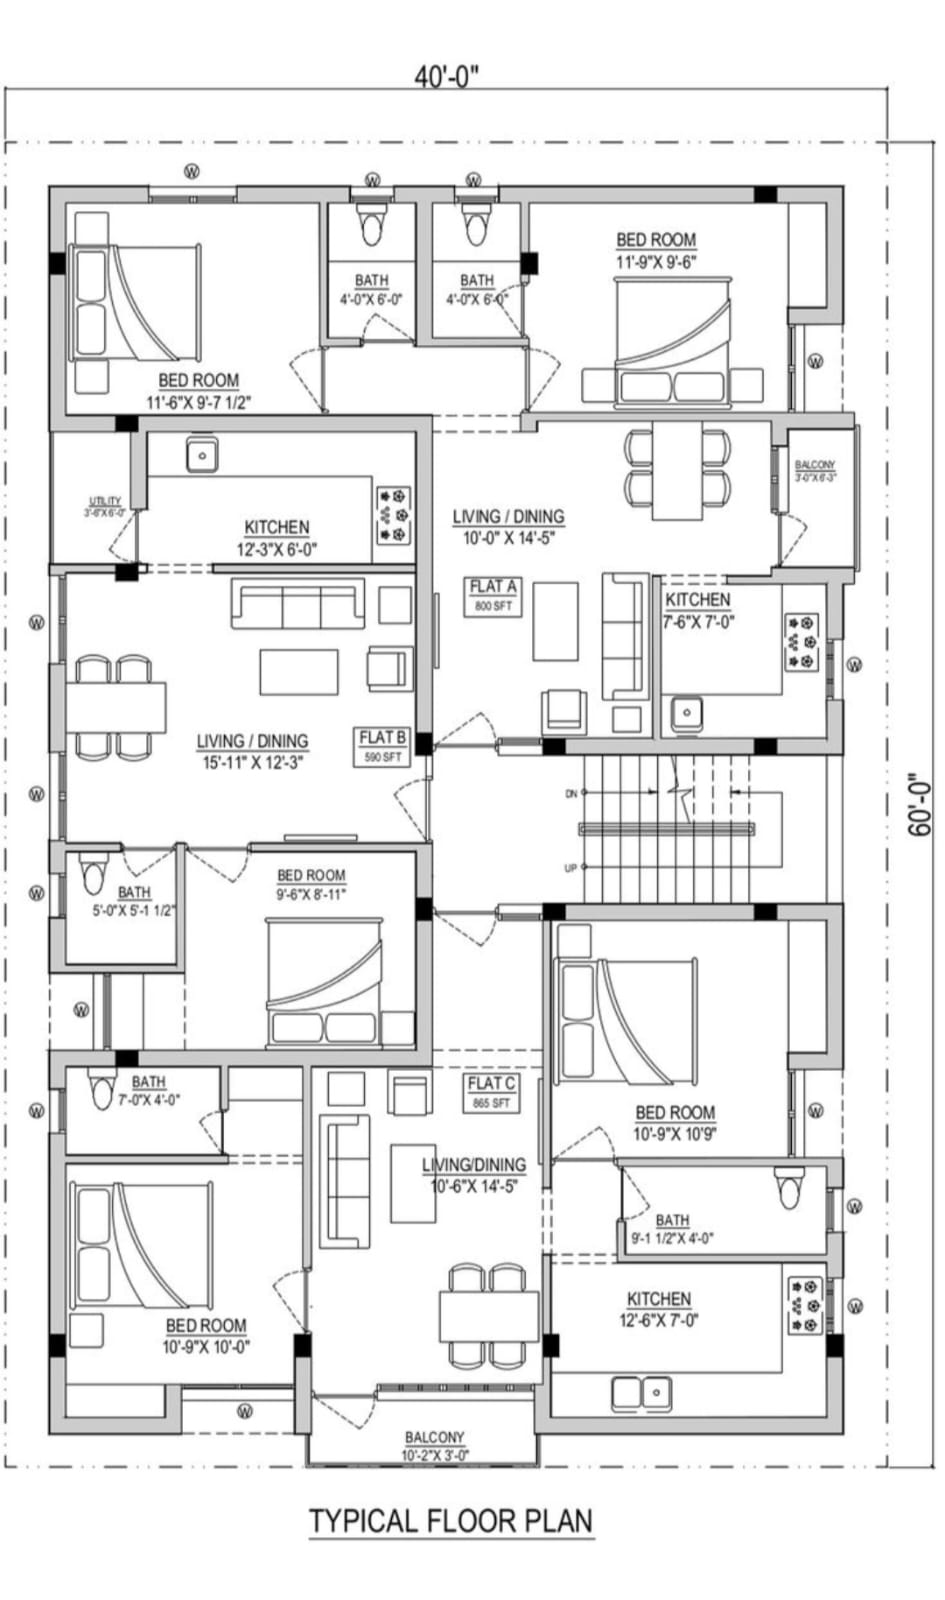 40'-0"
W
W
W
BED ROOM
11'-9"X 9'-6"
BATH
4'-0"X 6'-0"
BATH
4'-0"X 6'-0"
W
BED ROOM
11'-6"X 9'-7 1/2"
BALCONY
3'-0"X6'-3"
UTILITY
3'-6"X6'-0"
KITCHEN
12'-3"X 6'-0"
LIVING / DINING
10'-0" X 14'-5"
FLAT A
800 SFT
KITCHEN
7'-6"X 7'-0"
W
W
LIVING / DINING
15'-11" X 12'-3"
FLAT B
590 SFT
W
DN
UP
60'-0"
BATH
5'-0"X 5'-1 1/2"
W
BED ROOM
9'-6"X 8'-11"
W
BATH
7'-0"X 4'-0"
W
FLAT C
865 SFT
BED ROOM
10'-9"X 10'9"
W
LIVING/DINING
10'-6"X 14'-5"
BATH
9'-1 1/2"X 4'-0"
W
KITCHEN
12'-6"X 7'-0"
W
BED ROOM
10'-9"X 10'-0"
W
BALCONY
10'-2"X 3'-0"
TYPICAL FLOOR PLAN